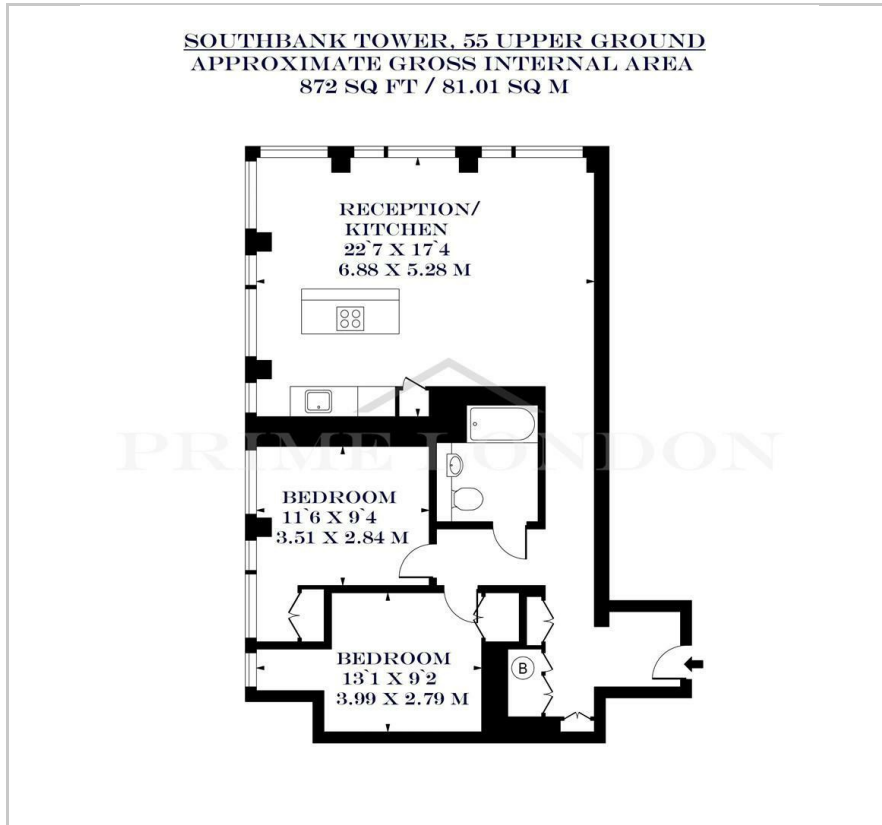 SOUTHBANK TOWER, 55 UPPER GROUND
APPROXIMATE GROSS INTERNAL AREA
872 SQ FT / 81.01 SQ M
RECEPTION/
KITCHEN
22`7 X 17`4
6.88 X 5.28 M
PRIME LONDON
BEDROOM
11`6 X 9`4
3.51 X 2.84 M
BEDROOM
13`1 X 9`2
3.99 X 2.79 M
B